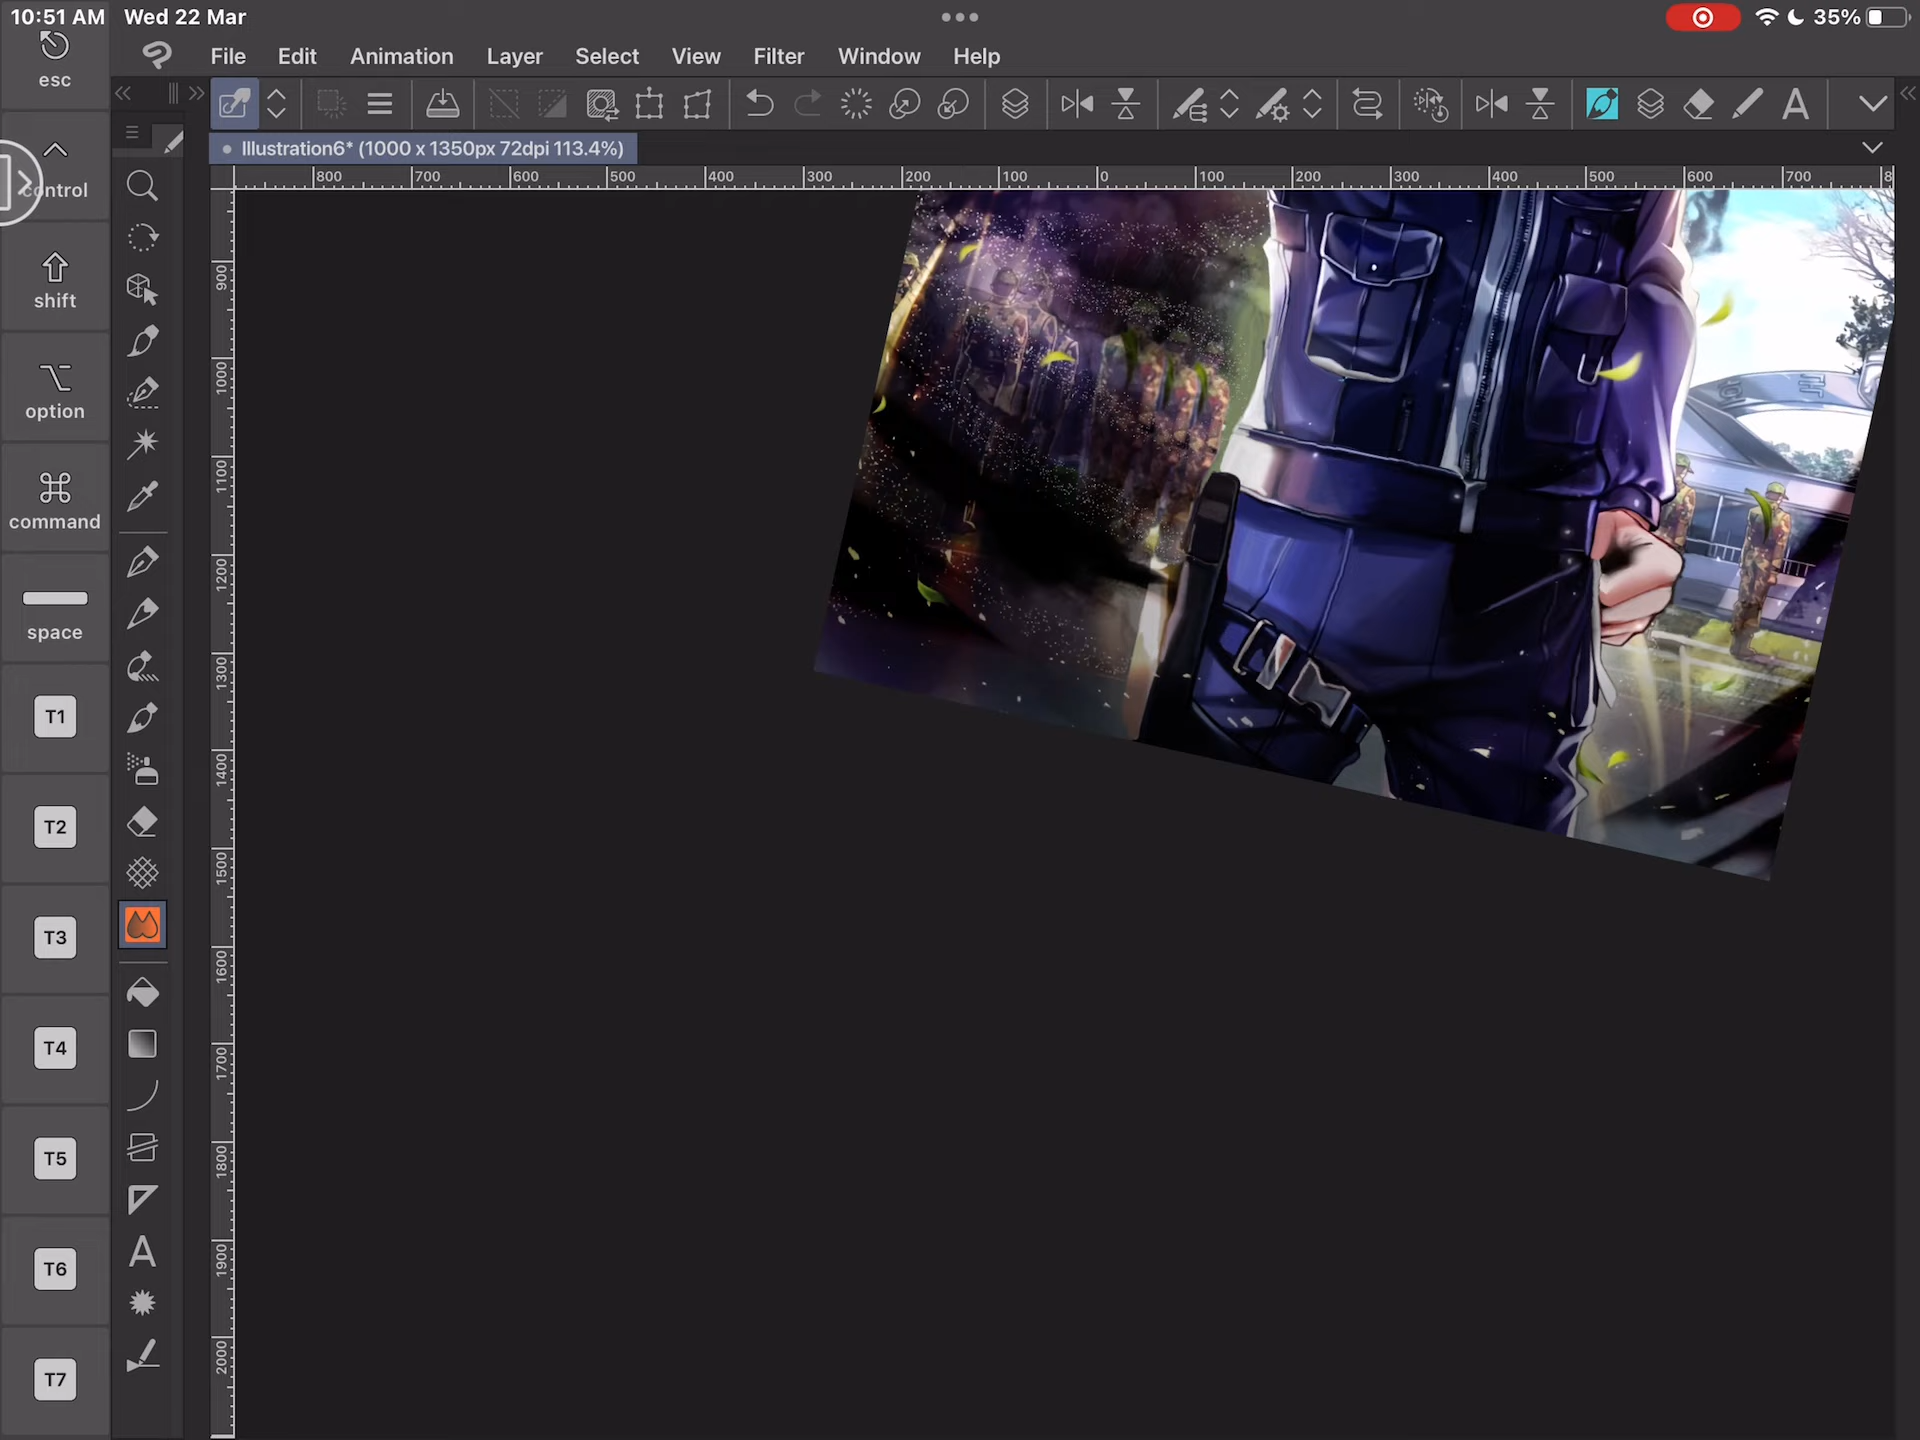 10:51 AM Wed 22 Mar 35%
esc
File Edit Animation Layer Select View Filter Window Help
control
Illustration6* (1000 x 1350px 72dpi 113.4%)
800 700 600 500 400 300 200 100 0 100 200 300 400 500 600 700 8
shift
option
command
space
T1
T2
T3
T4
T5
T6
T7
900
1000
1100
1200
1300
1400
1500
1600
1700
1800
1900
2000
A
A